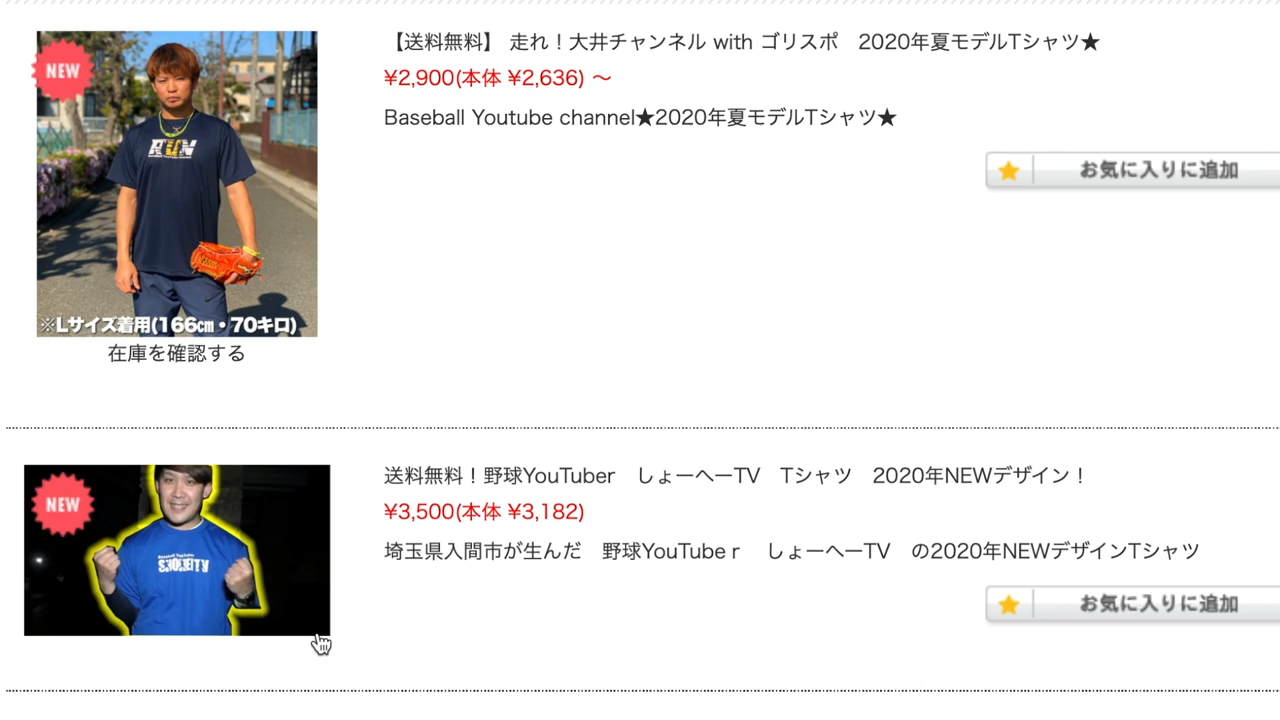 【送料無料】 走れ！大井チャンネル with ゴリスポ　2020年夏モデルTシャツ★
NEW
¥2,900(本体 ¥2,636) ～
Baseball Youtube channel★2020年夏モデルTシャツ★
RUN
お気に入りに追加
※Lサイズ着用(166㎝・70キロ)
在庫を確認する
送料無料！野球YouTuber　しょーへーTV　Tシャツ　2020年NEWデザイン！
NEW
¥3,500(本体 ¥3,182)
埼玉県入間市が生んだ　野球YouTubeｒ　しょーへーTV　の2020年NEWデザインTシャツ
Baseball YouTuber
SHOHEITV
お気に入りに追加